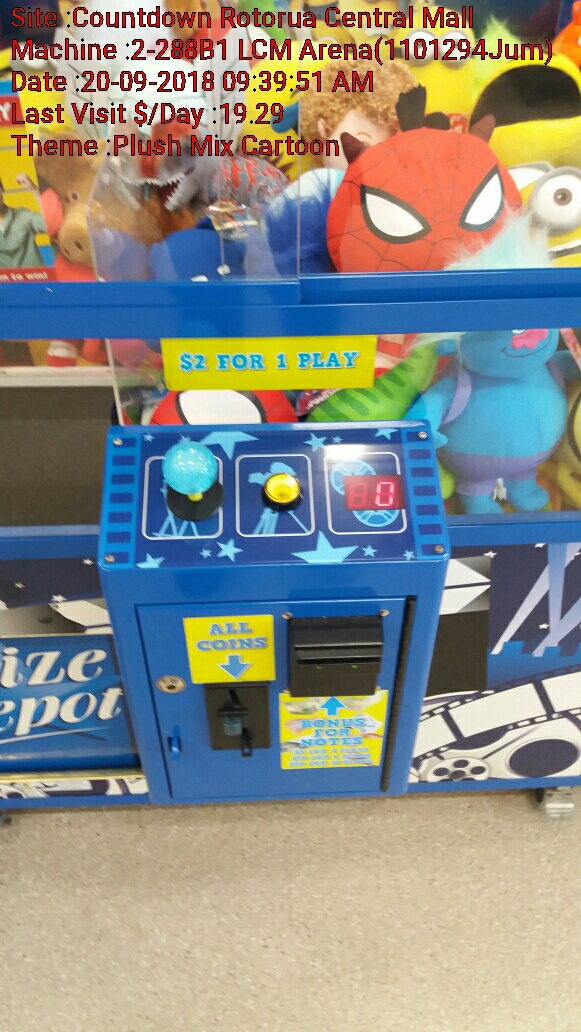 Site :Countdown Rotorua Central Mall
Machine :2-288B1 LCM Arena(1101294Jum)
Date :20-09-2018 09:39:51 AM
Last Visit $/Day :19.29
Theme :Plush Mix Cartoon
to win!
$2 FOR 1 PLAY
0
ALL
COINS
ize
epot
BONUS
FOR
NOTES